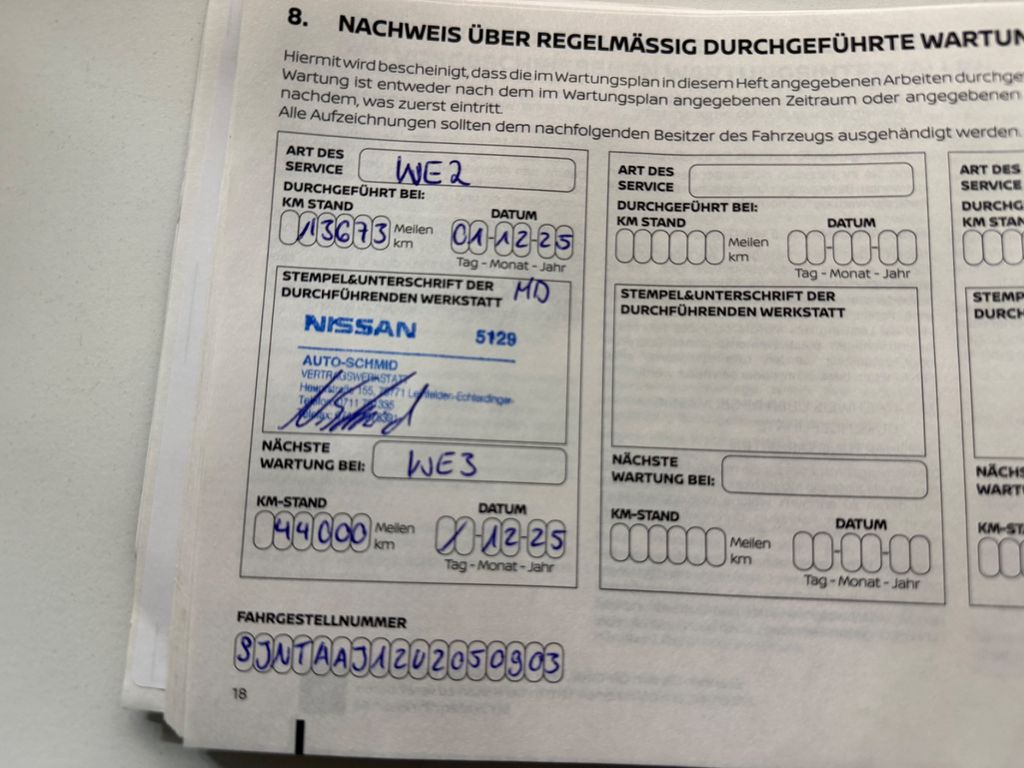 8. NACHWEIS ÜBER REGELMÄSSIG DURCHGEFÜHRTE
Hiermit wird bescheinigt, dass die im Wartungsplan in diesem Heft angegebenen Arbeiten
Wartung ist entweder nach dem im Wartungsplan angegebenen Zeitraum oder angegebenen
nachdem, was zuerst eintritt.
Alle Aufzeichnungen sollten dem nachfolgenden Besitzer des Fahrzeugs ausgehändigt werden.
ART DES
SERVICE WE2
DURCHGEFÜHRT BEI:
KM STAND DATUM
13673 Meilen km 01-12-25
Tag - Monat - Jahr
STEMPEL&UNTERSCHRIFT DER
DURCHFÜHRENDEN WERKSTATT MD
NISSAN 5129
AUTO-SCHMID
VERTRAGSWERKSTATT
NÄCHSTE
WARTUNG BEI: WE3
KM-STAND DATUM
44000 Meilen km / -12-25
Tag - Monat - Jahr
ART DES
SERVICE
DURCHGEFÜHRT BEI:
KM STAND DATUM
Meilen km
Tag - Monat - Jahr
STEMPEL&UNTERSCHRIFT DER
DURCHFÜHRENDEN WERKSTATT
NÄCHSTE
WARTUNG BEI:
KM-STAND DATUM
Meilen km
Tag - Monat - Jahr
ART DES
SERVICE
FAHRGESTELLNUMMER
SJNTAAJ12U2050903
18